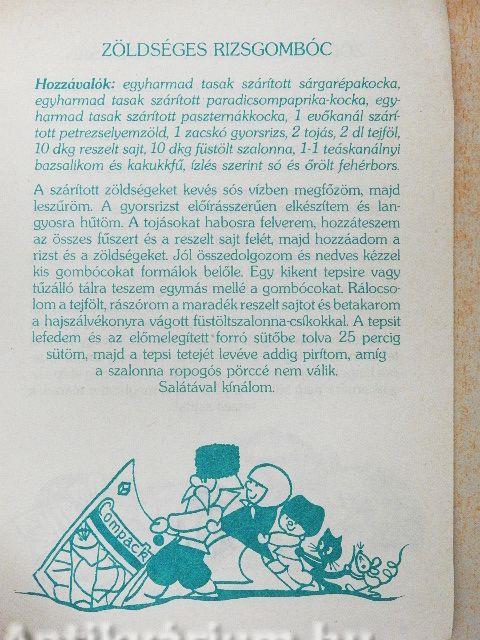 ZÖLDSÉGES RIZSGOMBÓC
Hozzávalók: egyharmad tasak szárított sárgarépakocka,
egyharmad tasak szárított paradicsompaprika-kocka, egy-
harmad tasak szárított paszternákkocka, 1 evőkanál szárí-
tott petrezselyemzöld, 1 zacskó gyorsrizs, 2 tojás, 2 dl tejföl,
10 dkg reszelt sajt, 10 dkg füstölt szalonna, 1-1 teáskanálnyi
bazsalikom és kakukkfű, ízlés szerint só és őrölt fehérbors.
A szárított zöldségeket kevés sós vízben megfőzöm, majd
leszűröm. A gyorsrizst előírásszerűen elkészítem és lan-
gyosra hűtöm. A tojásokat habosra felverem, hozzáteszem
az összes fűszert és a reszelt sajt felét, majd hozzáadom a
rizst és a zöldségeket. Jól összedolgozom és nedves kézzel
kis gombócokat formálok belőle. Egy kikent tepsire vagy
tűzálló tálra teszem egymás mellé a gombócokat. Rálocso-
lom a tejfölt, rászórom a maradék reszelt sajtot és betakarom
a hajszálvékonyra vágott füstöltszalonna-csíkokkal. A tepsit
lefedem és az előmelegített forró sütőbe tolva 25 percig
sütöm, majd a tepsi tetejét levéve addig pirítom, amíg
a szalonna ropogós pörccé nem válik.
Salátával kínálom.
Compack
Antikvárium.hu